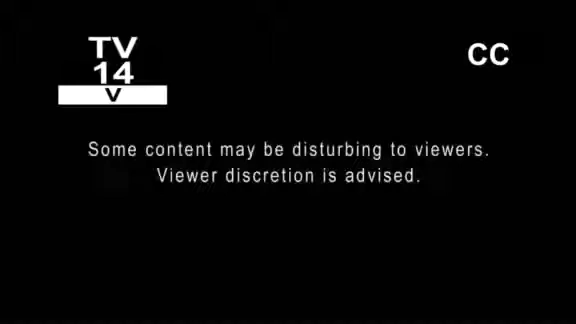 TV
14
V
CC
Some content may be disturbing to viewers.
Viewer discretion is advised.